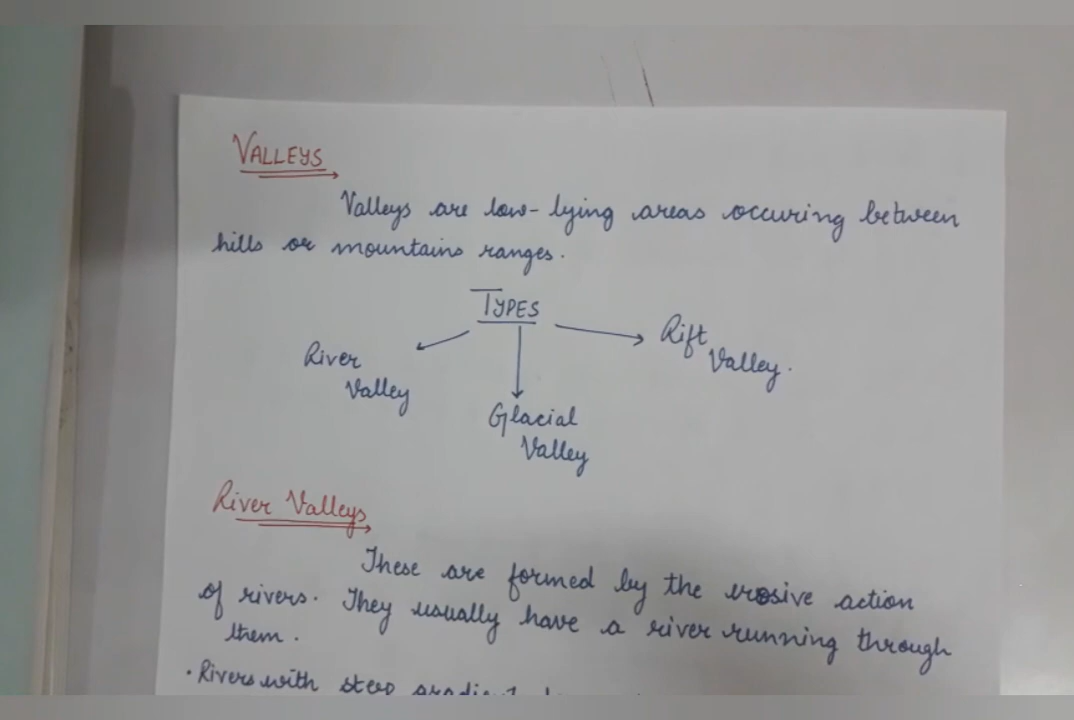 VALLEYS
Valleys are low-lying areas occuring between
hills or mountains ranges.
TYPES
River
Valley
Glacial
Valley
Rift
Valley.
River Valleys
These are formed by the erosive action
of rivers. They usually have a river running through
them.
• Rivers with steep gradient